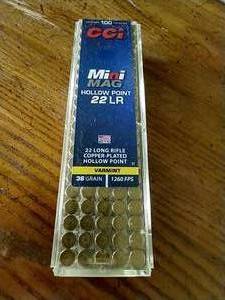 100
CCI
Mini
MAG
HOLLOW POINT
22 LR
22 LONG RIFLE
COPPER-PLATED
HOLLOW POINT
VARMINT
36 GRAIN 1260 FPS